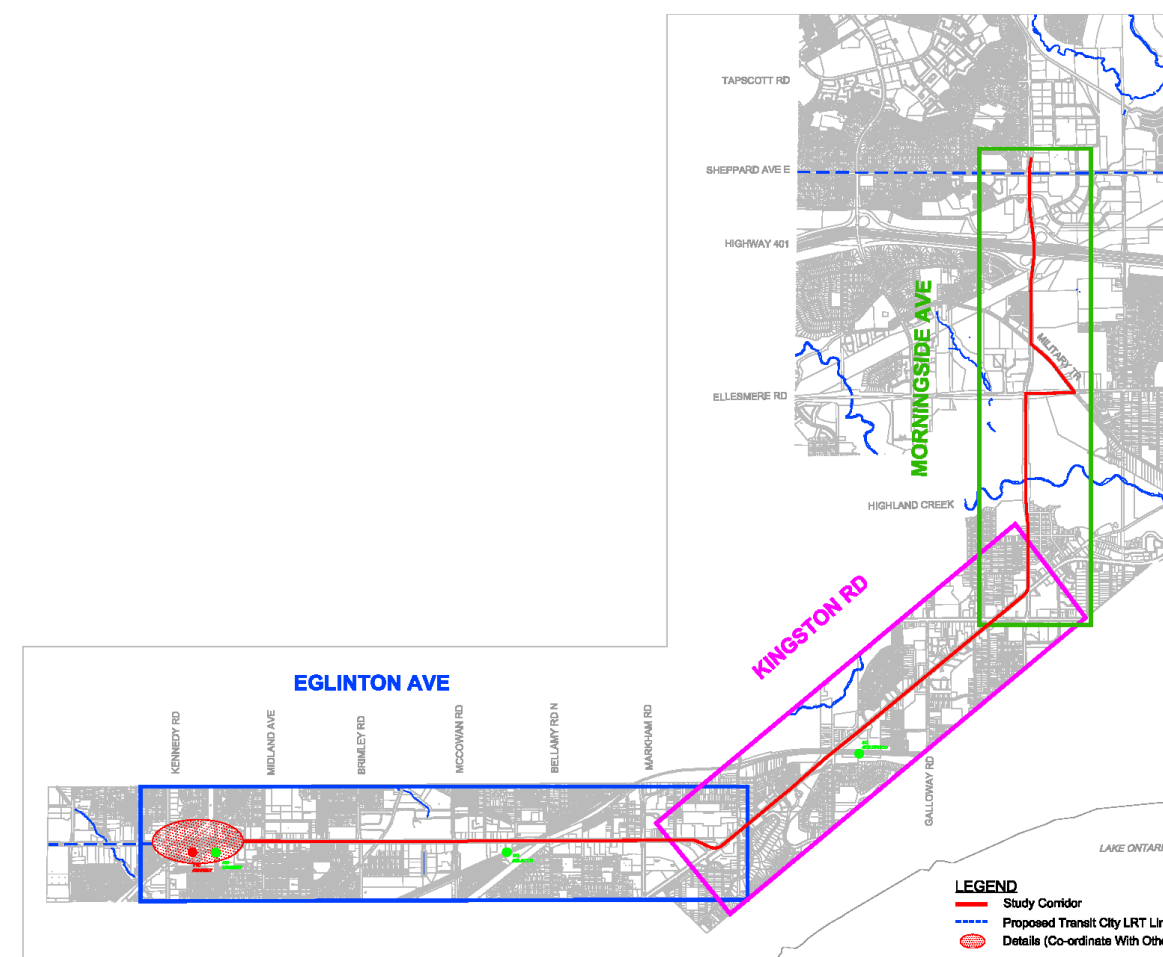 TAPSCOTT RD
SHEPPARD AVE E
HIGHWAY 401
MORNINGSIDE AVE
MILITARY TR
ELLESMERE RD
HIGHLAND CREEK
KINGSTON RD
EGLINTON AVE
KENNEDY RD
MIDLAND AVE
BRIMLEY RD
MCCOWAN RD
BELLAMY RD N
MARKHAM RD
GALLOWAY RD
LAKE ONTARI
LEGEND
Study Corridor
Proposed Transit City LRT Lin
Details (Co-ordinate With Othe